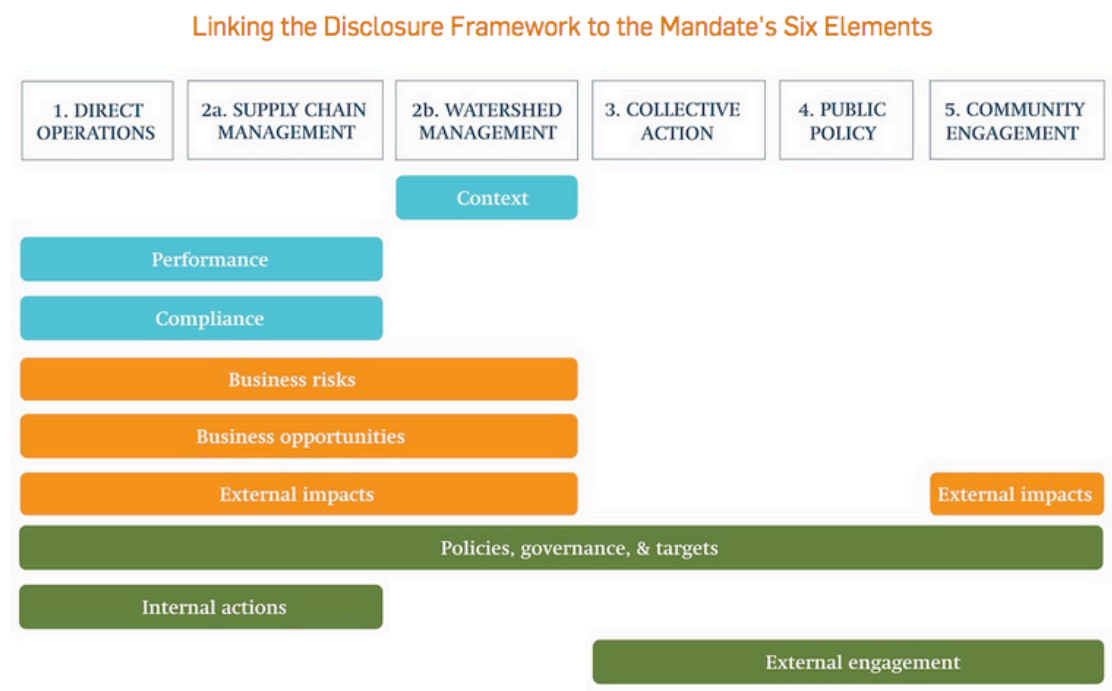 Linking the Disclosure Framework to the Mandate's Six Elements
1. DIRECT
OPERATIONS
2a. SUPPLY CHAIN
MANAGEMENT
2b. WATERSHED
MANAGEMENT
3. COLLECTIVE
ACTION
4. PUBLIC
POLICY
5. COMMUNITY
ENGAGEMENT
Context
Performance
Compliance
Business risks
Business opportunities
External impacts
External impacts
Policies, governance, & targets
Internal actions
External engagement